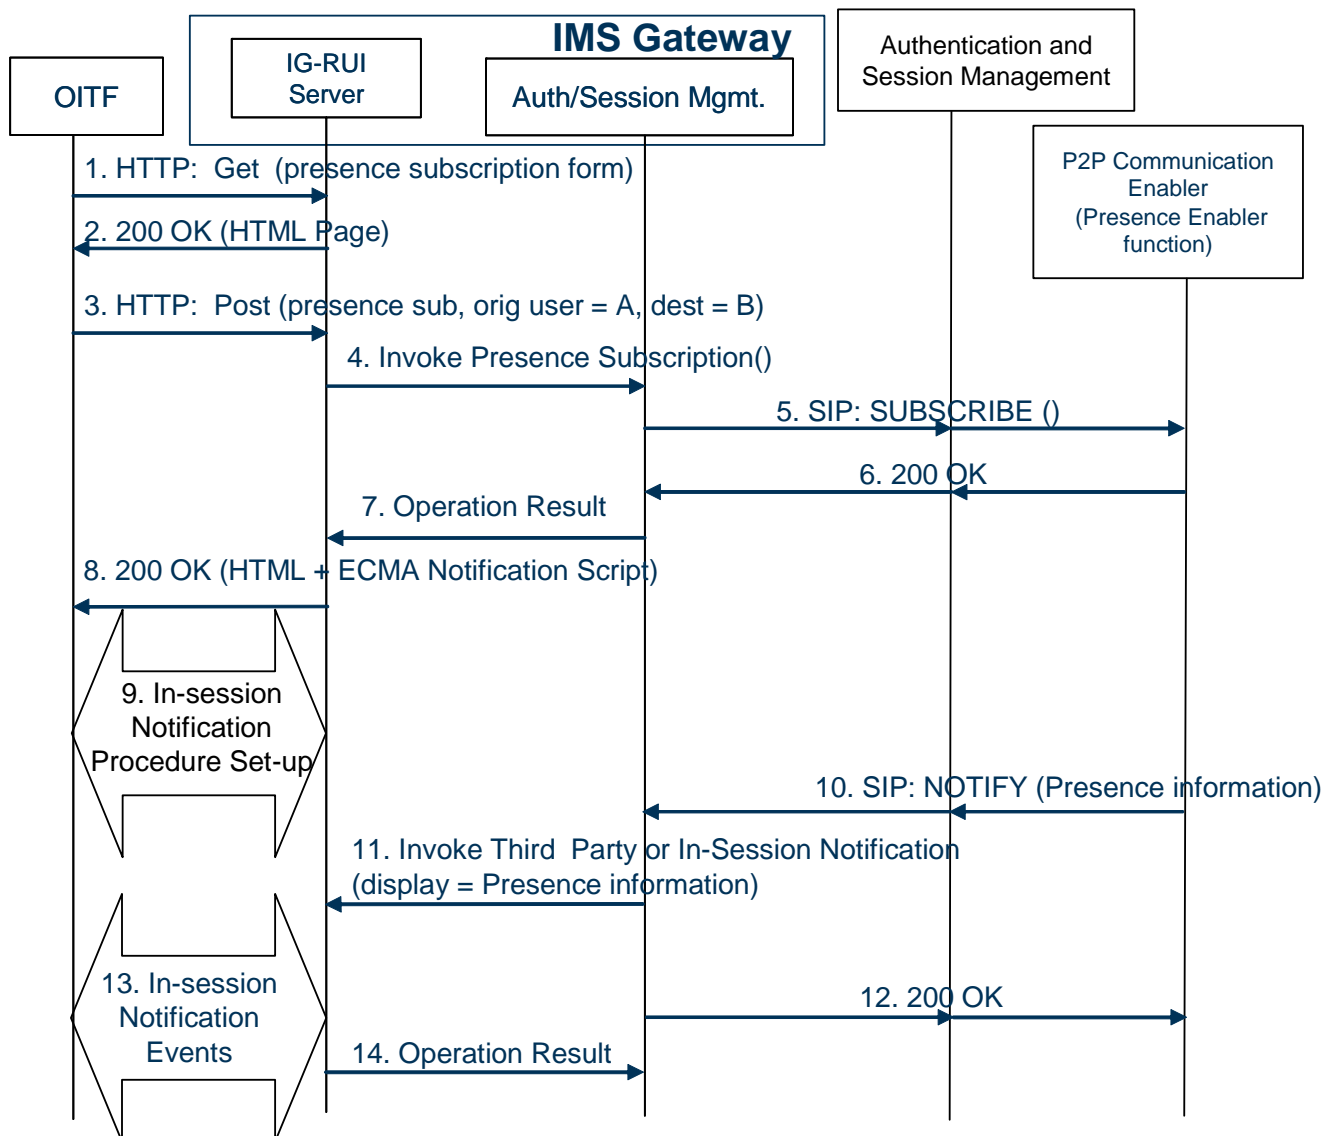 IMS Gateway
OITF
IG-RUI
Server
Auth/Session Mgmt.
Authentication and
Session Management
P2P Communication
Enabler
(Presence Enabler
function)
1. HTTP:  Get  (presence subscription form)
2. 200 OK (HTML Page)
3. HTTP:  Post (presence sub, orig user = A, dest = B)
4. Invoke Presence Subscription()
5. SIP: SUBSCRIBE ()
6. 200 OK
7. Operation Result
8. 200 OK (HTML + ECMA Notification Script)
9. In-session
Notification
Procedure Set-up
10. SIP: NOTIFY (Presence information)
11. Invoke Third  Party or In-Session Notification
(display = Presence information)
12. 200 OK
13. In-session
Notification
Events
14. Operation Result